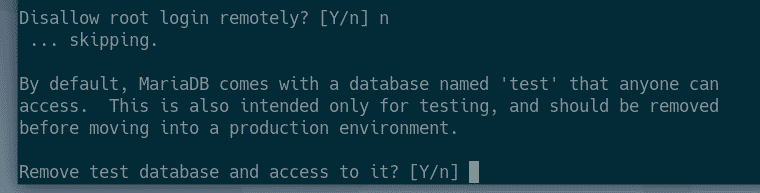 Disallow root login remotely? [Y/n] n
 ... skipping.
By default, MariaDB comes with a database named 'test' that anyone can
access.  This is also intended only for testing, and should be removed
before moving into a production environment.
Remove test database and access to it? [Y/n]